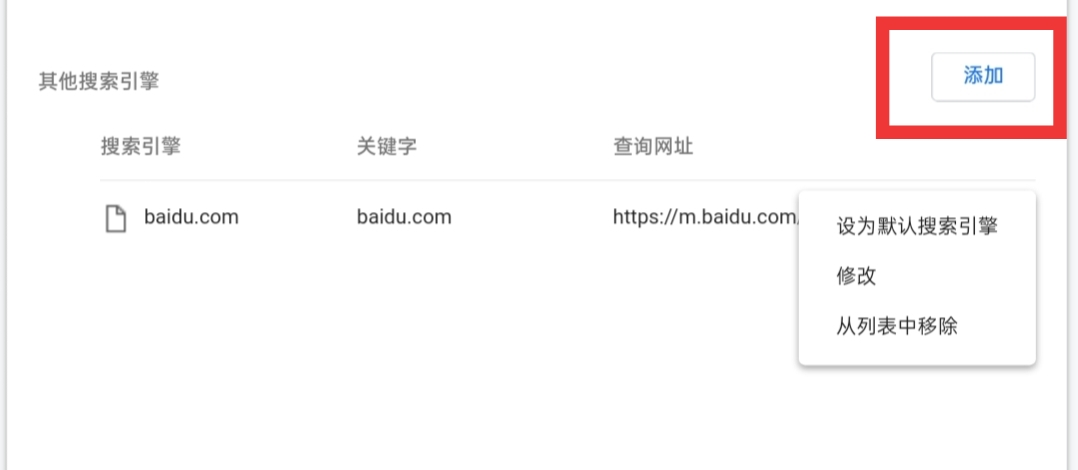 其他搜索引擎
添加
搜索引擎 关键字 查询网址
baidu.com baidu.com https://m.baidu.com/
设为默认搜索引擎
修改
从列表中移除